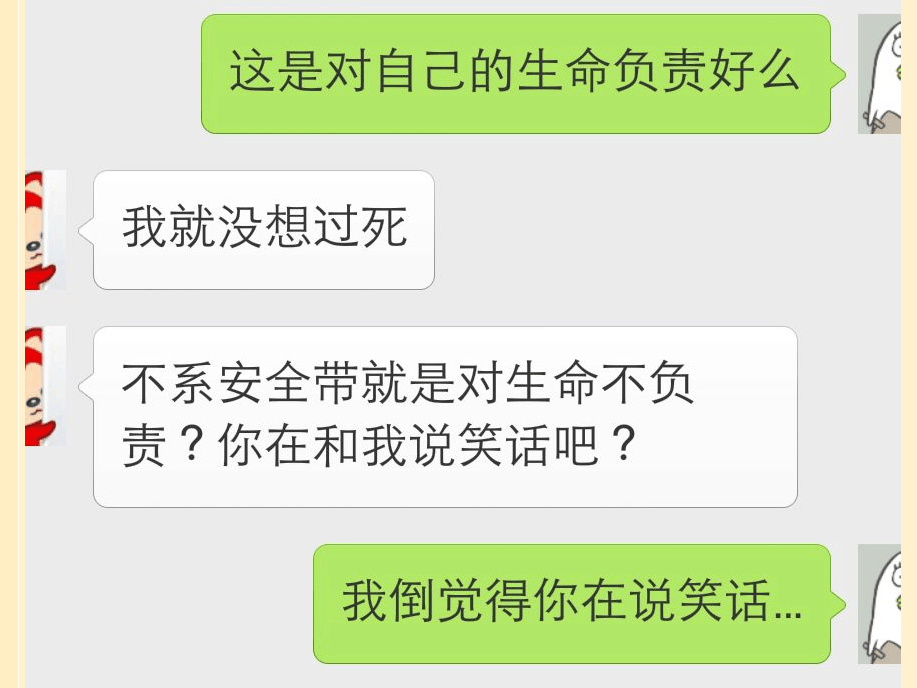 这是对自己的生命负责好么
我就没想过死
不系安全带就是对生命不负
责？你在和我说笑话吧？
我倒觉得你在说笑话...